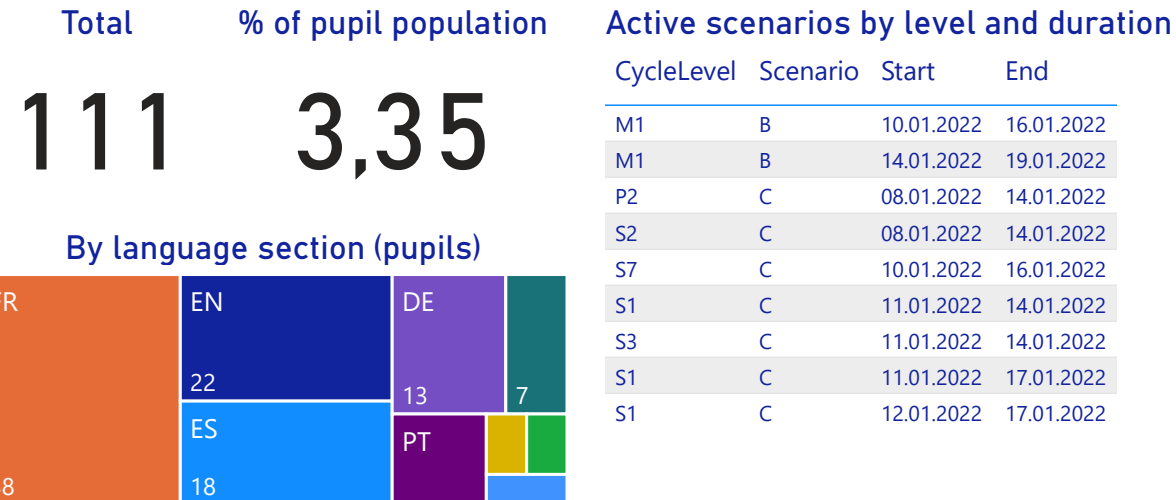 Total
% of pupil population
111
3,35
By language section (pupils)
EN
22
DE
13
7
ES
18
PT
Active scenarios by level and duration
CycleLevel Scenario Start End
M1 B 10.01.2022 16.01.2022
M1 B 14.01.2022 19.01.2022
P2 C 08.01.2022 14.01.2022
S2 C 08.01.2022 14.01.2022
S7 C 10.01.2022 16.01.2022
S1 C 11.01.2022 14.01.2022
S3 C 11.01.2022 14.01.2022
S1 C 11.01.2022 17.01.2022
S1 C 12.01.2022 17.01.2022